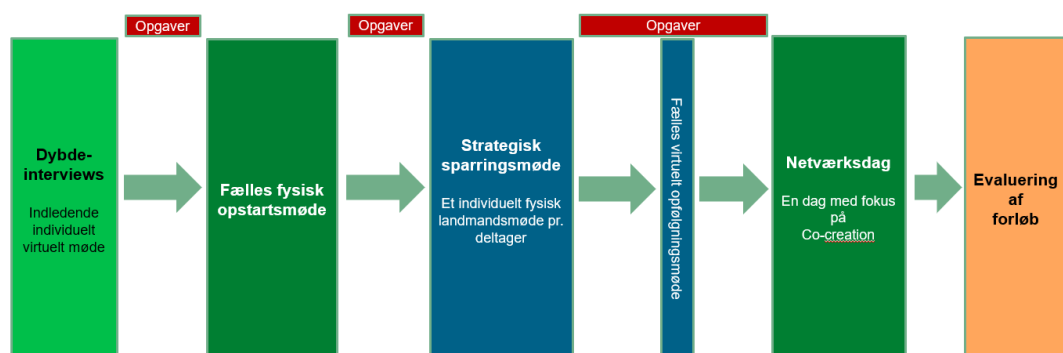 Opgaver
Opgaver
Opgaver
Dybde-
interviews
Indledende
individuelt
virtuelt møde
Fælles fysisk
opstartsmøde
Strategisk
sparringsmøde
Et individuelt fysisk
landmandsmøde pr.
deltager
Fælles virtuelt opfølgningsmøde
Netværksdag
En dag med fokus
på
Co-creation
Evaluering
af
forløb